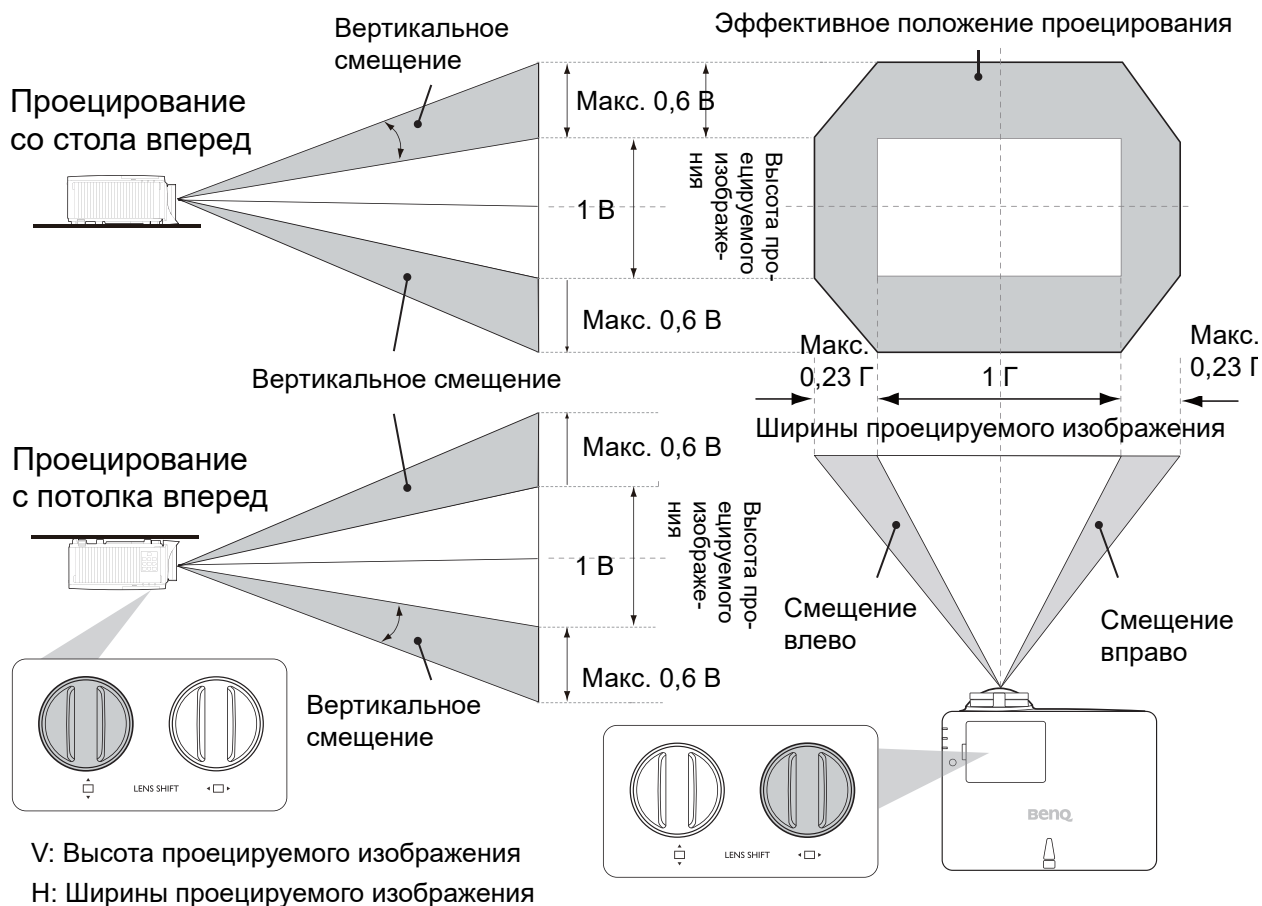 Вертикальное
смещение
Эффективное положение проецирования
Проецирование
со стола вперед
Макс. 0,6 В
1 В
Высота про-
ецируемого
изображе-
ния
Макс. 0,6 В
Вертикальное смещение
Макс.
0,23 Г
1 Г
Макс.
0,23 Г
Ширины проецируемого изображения
Проецирование
с потолка вперед
Макс. 0,6 В
1 В
Высота про-
ецируемого
изображе-
ния
Макс. 0,6 В
Вертикальное
смещение
Смещение
влево
Смещение
вправо
LENS SHIFT
LENS SHIFT
BenQ
V: Высота проецируемого изображения
H: Ширины проецируемого изображения